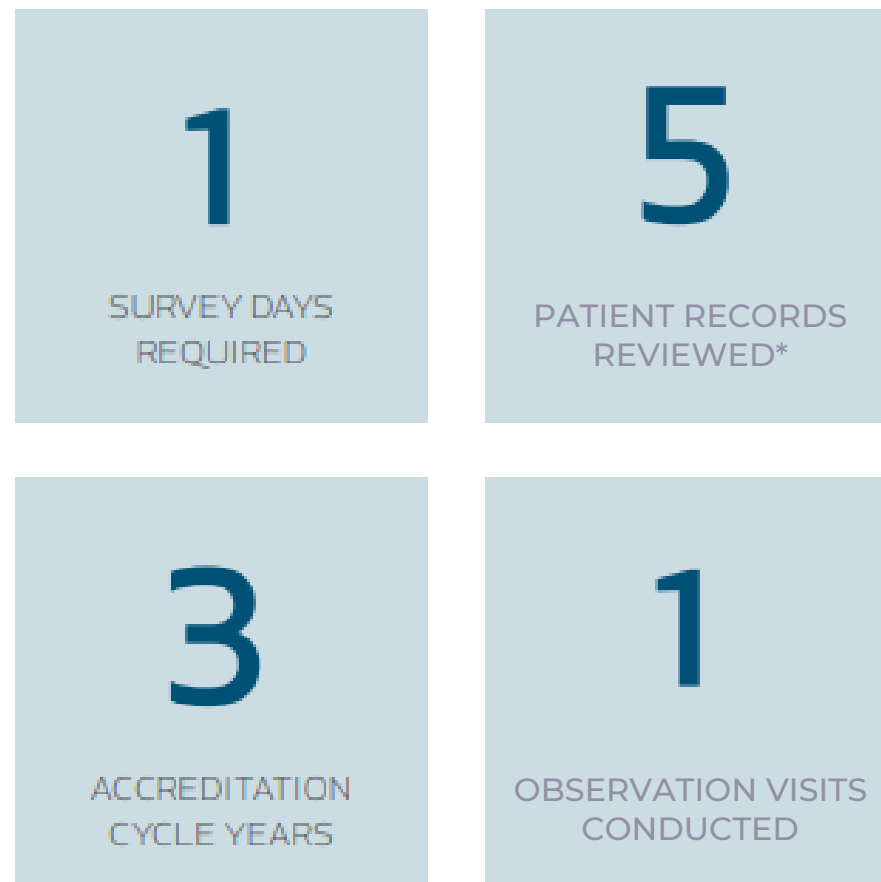 1
SURVEY DAYS
REQUIRED
5
PATIENT RECORDS
REVIEWED*
3
ACCREDITATION
CYCLE YEARS
1
OBSERVATION VISITS
CONDUCTED